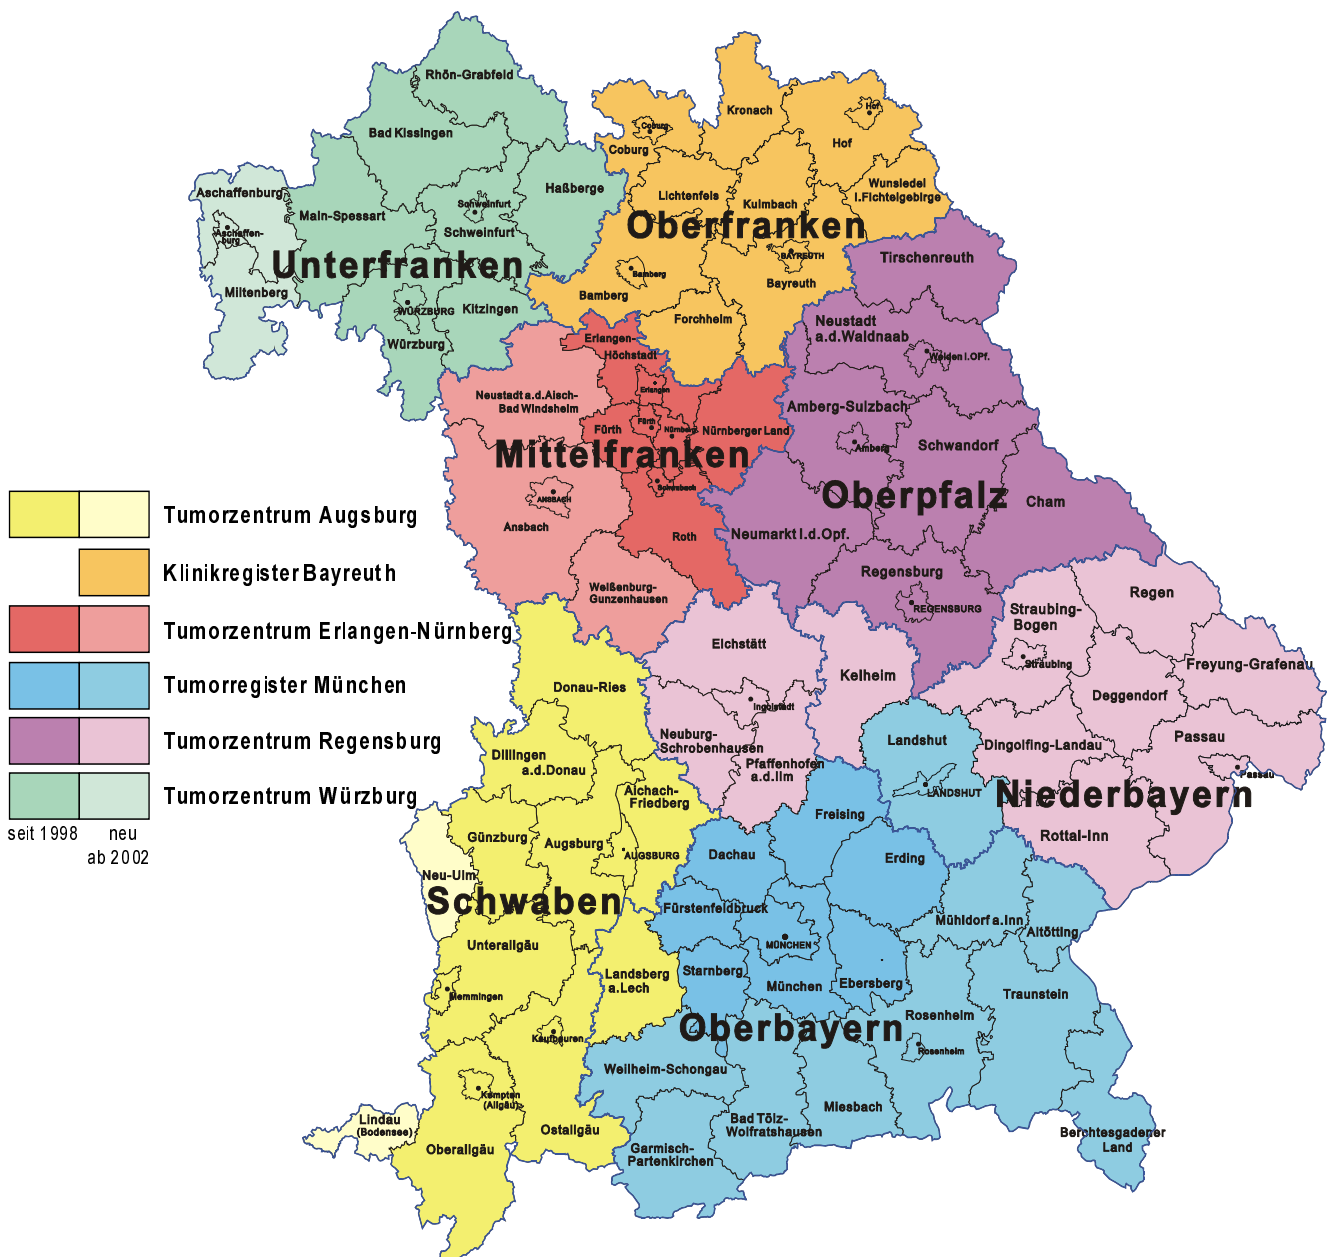 Rhön-Grabfeld
Bad Kissingen
Aschaffenburg
Aschaffen-
burg
Main-Spessart
Schweinfurt
Schweinfurt
Haßberge
Unterfranken
Miltenberg
WÜRZBURG
Würzburg
Kitzingen
Kronach
Hof
Hof
Coburg
Coburg
Lichtenfels
Kulmbach
Wunsiedel
i.Fichtelgebirge
Oberfranken
BAYREUTH
Bayreuth
Bamberg
Bamberg
Forchheim
Tirschenreuth
Neustadt
a.d.Waldnaab
Weiden i.OPf.
Amberg-Sulzbach
Amberg
Schwandorf
Oberpfalz
Cham
Neumarkt i.d.Opf.
Regensburg
REGENSBURG
Erlangen-
Höchstadt
Erlangen
Neustadt a.d.Aisch-
Bad Windsheim
Fürth
Fürth
Nürnberg
Nürnberger Land
Mittelfranken
Schwabach
ANSBACH
Ansbach
Roth
Weißenburg-
Gunzenhausen
Tumorzentrum Augsburg
Klinikregister Bayreuth
Tumorzentrum Erlangen-Nürnberg
Tumorregister München
Tumorzentrum Regensburg
Tumorzentrum Würzburg
seit 1998
neu
ab 2002
Regen
Straubing-
Bogen
Straubing
Freyung-Grafenau
Deggendorf
Kelheim
Landshut
LANDSHUT
Dingolfing-Landau
Passau
Passau
Niederbayern
Rottal-Inn
Eichstätt
Ingolstadt
Neuburg-
Schrobenhausen
Pfaffenhofen
a.d.Ilm
Donau-Ries
Dillingen
a.d.Donau
Aichach-
Friedberg
Günzburg
Augsburg
AUGSBURG
Neu-Ulm
Schwaben
Unterallgäu
Memmingen
Kaufbeuren
Kempten
(Allgäu)
Lindau
(Bodensee)
Oberallgäu
Ostallgäu
Landsberg
a.Lech
Freising
Dachau
Erding
Fürstenfeldbruck
MÜNCHEN
München
Mühldorf a.Inn
Altötting
Starnberg
Ebersberg
Traunstein
Oberbayern
Rosenheim
Rosenheim
Weilheim-Schongau
Bad Tölz-
Wolfratshausen
Miesbach
Garmisch-
Partenkirchen
Berchtesgadener
Land